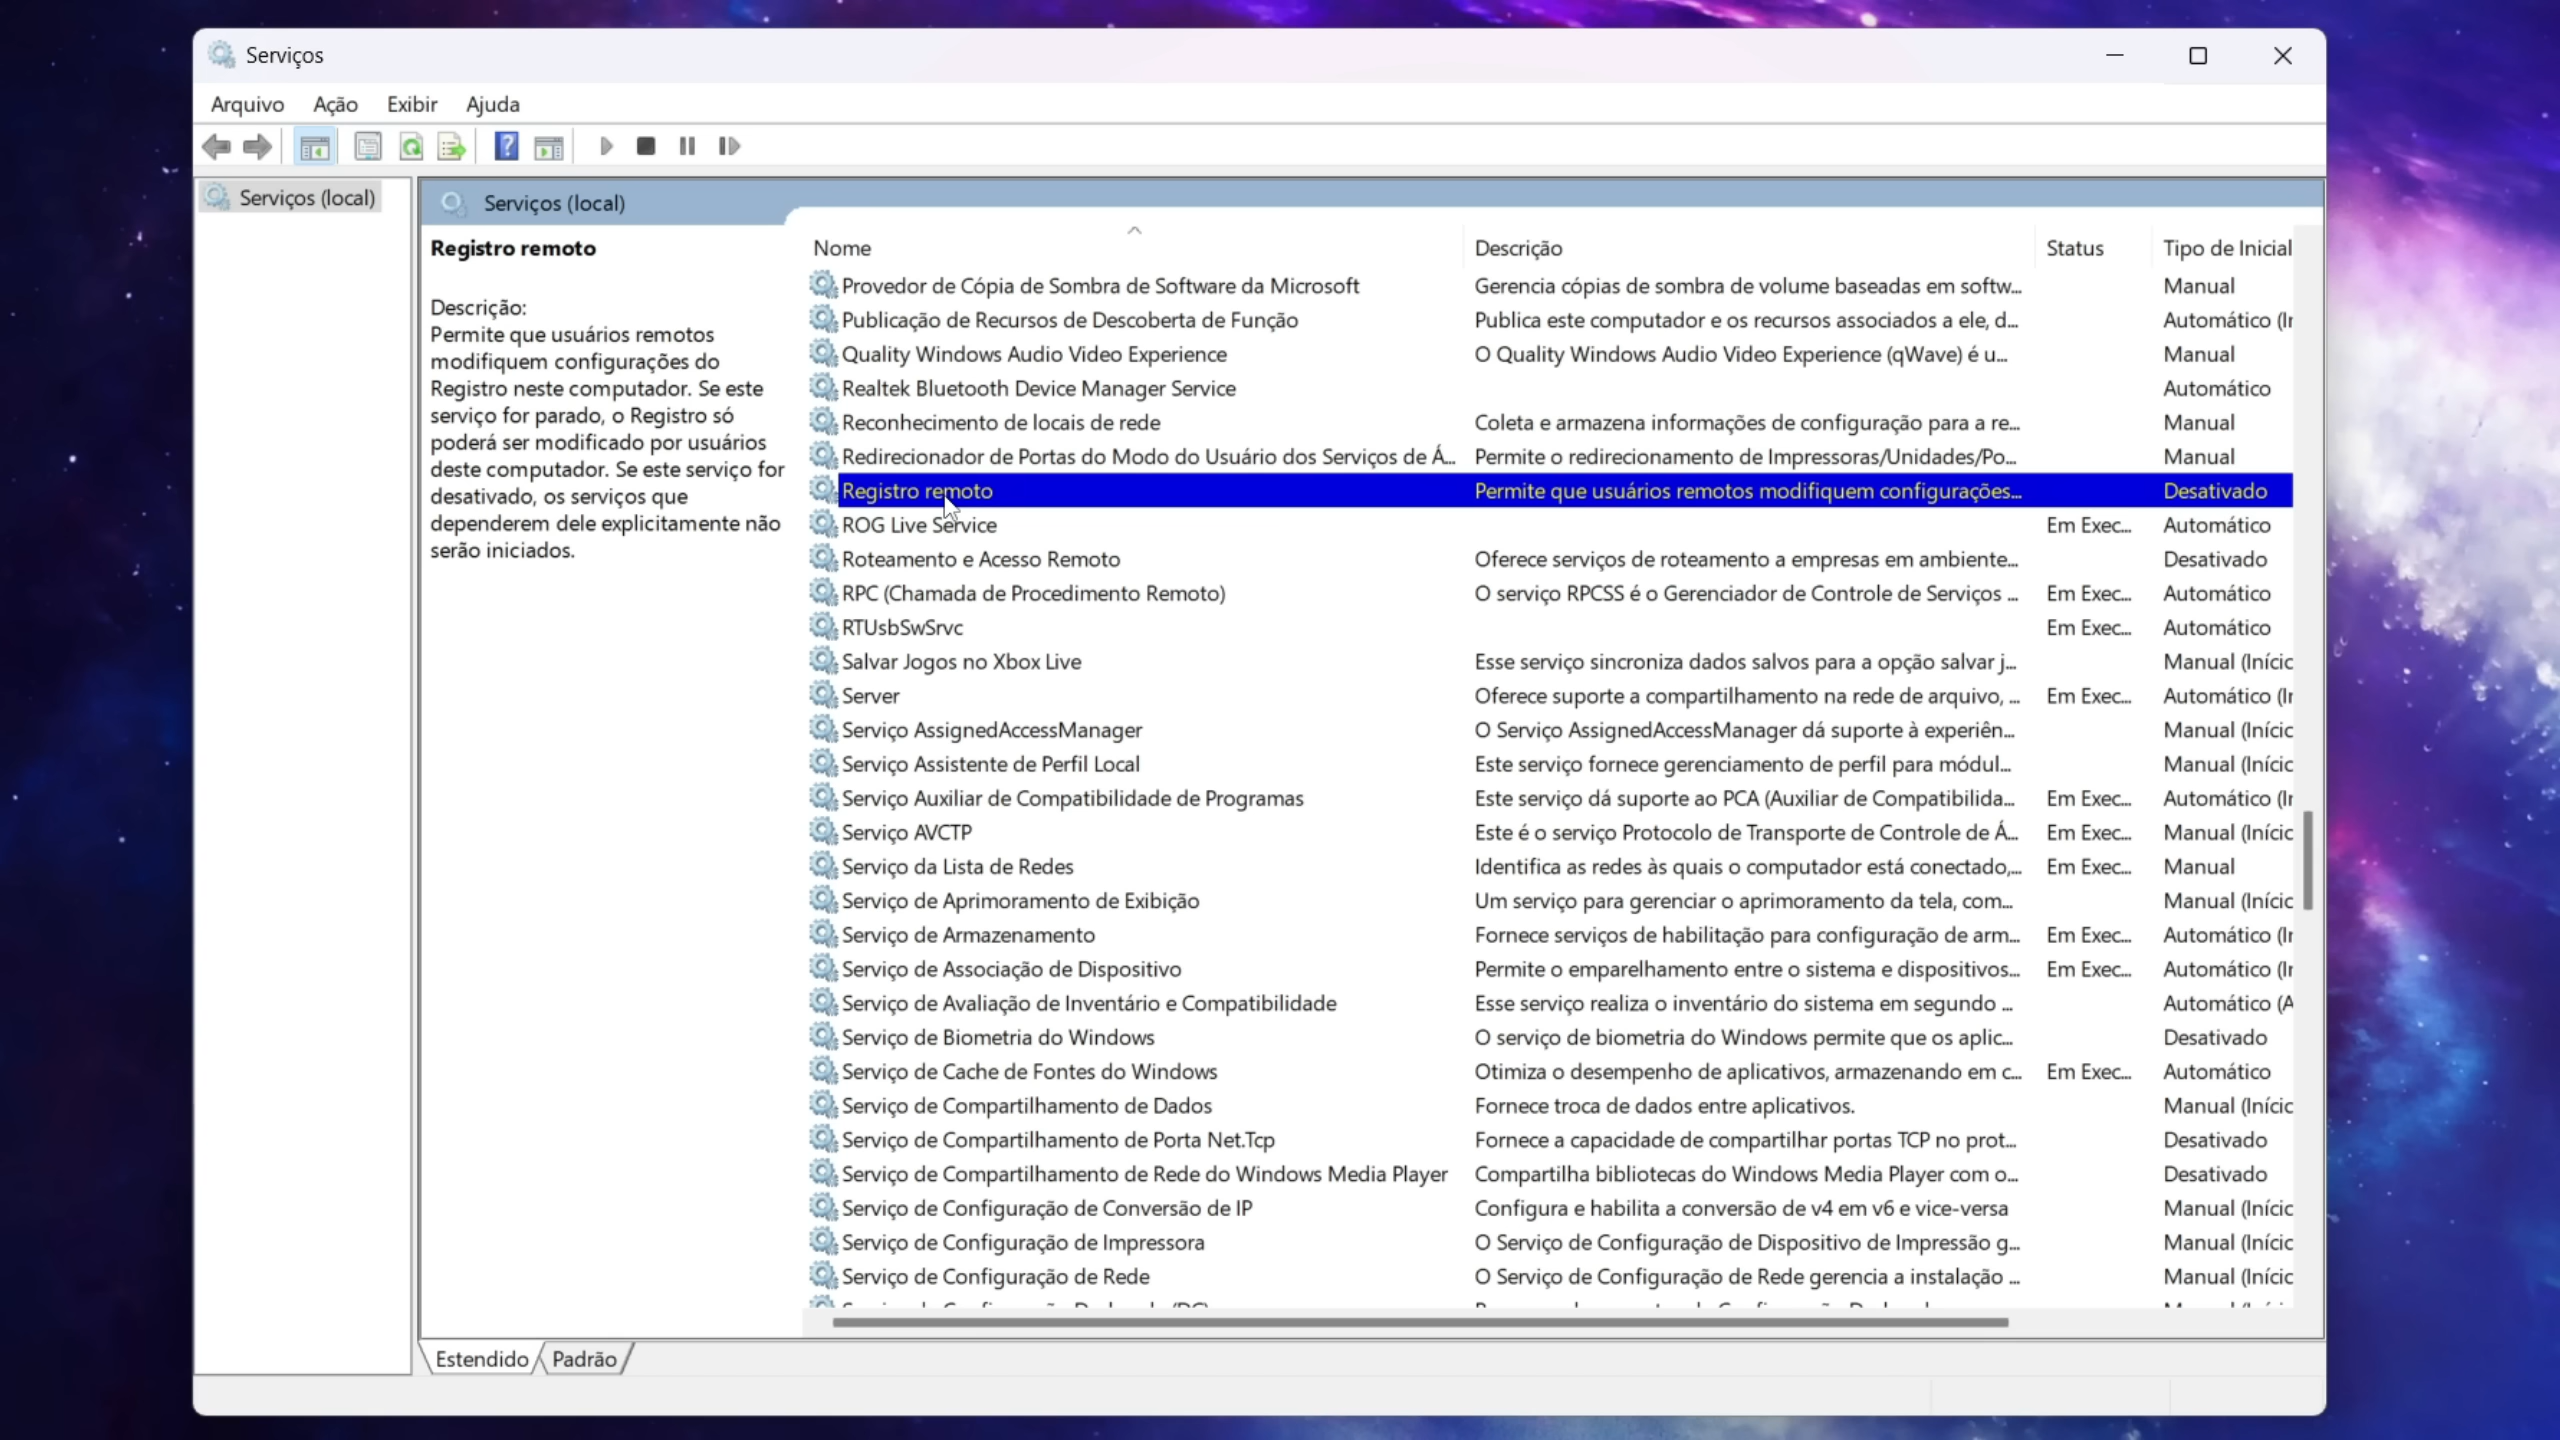 Serviços
Arquivo Ação Exibir Ajuda
Serviços (local)
Serviços (local)
Registro remoto
Descrição:
Permite que usuários remotos
modifiquem configurações do
Registro neste computador. Se este
serviço for parado, o Registro só
poderá ser modificado por usuários
deste computador. Se este serviço for
desativado, os serviços que
dependerem dele explicitamente não
serão iniciados.
Nome Descrição Status Tipo de Inicial
Provedor de Cópia de Sombra de Software da Microsoft Gerencia cópias de sombra de volume baseadas em softw... Manual
Publicação de Recursos de Descoberta de Função Publica este computador e os recursos associados a ele, d... Automático (Ir
Quality Windows Audio Video Experience O Quality Windows Audio Video Experience (qWave) é u... Manual
Realtek Bluetooth Device Manager Service Automático
Reconhecimento de locais de rede Coleta e armazena informações de configuração para a re... Manual
Redirecionador de Portas do Modo do Usuário dos Serviços de Á... Permite o redirecionamento de Impressoras/Unidades/Po... Manual
Registro remoto Permite que usuários remotos modifiquem configurações... Desativado
ROG Live Service Em Exec... Automático
Roteamento e Acesso Remoto Oferece serviços de roteamento a empresas em ambiente... Desativado
RPC (Chamada de Procedimento Remoto) O serviço RPCSS é o Gerenciador de Controle de Serviços ... Em Exec... Automático
RTUsbSwSrvc Em Exec... Automático
Salvar Jogos no Xbox Live Esse serviço sincroniza dados salvos para a opção salvar j... Manual (Iníc
Server Oferece suporte a compartilhamento na rede de arquivo, ... Em Exec... Automático (Ir
Serviço AssignedAccessManager O Serviço AssignedAccessManager dá suporte à experiên... Manual (Iníc
Serviço Assistente de Perfil Local Este serviço fornece gerenciamento de perfil para módul... Manual (Iníc
Serviço Auxiliar de Compatibilidade de Programas Este serviço dá suporte ao PCA (Auxiliar de Compatibilida... Em Exec... Automático (Ir
Serviço AVCTP Este é o serviço Protocolo de Transporte de Controle de Á... Em Exec... Manual (Iníc
Serviço da Lista de Redes Identifica as redes às quais o computador está conectado,... Em Exec... Manual
Serviço de Aprimoramento de Exibição Um serviço para gerenciar o aprimoramento da tela, com... Manual (Iníc
Serviço de Armazenamento Fornece serviços de habilitação para configuração de arm... Em Exec... Automático (Ir
Serviço de Associação de Dispositivo Permite o emparelhamento entre o sistema e dispositivos... Em Exec... Automático (Ir
Serviço de Avaliação de Inventário e Compatibilidade Esse serviço realiza o inventário do sistema em segundo ... Automático (A
Serviço de Biometria do Windows O serviço de biometria do Windows permite que os aplic... Desativado
Serviço de Cache de Fontes do Windows Otimiza o desempenho de aplicativos, armazenando em c... Em Exec... Automático
Serviço de Compartilhamento de Dados Fornece troca de dados entre aplicativos. Manual (Iníc
Serviço de Compartilhamento de Porta Net.Tcp Fornece a capacidade de compartilhar portas TCP no prot... Desativado
Serviço de Compartilhamento de Rede do Windows Media Player Compartilha bibliotecas do Windows Media Player com o... Desativado
Serviço de Configuração de Conversão de IP Configura e habilita a conversão de v4 em v6 e vice-versa Manual (Iníc
Serviço de Configuração de Impressora O Serviço de Configuração de Dispositivo de Impressão g... Manual (Iníc
Serviço de Configuração de Rede O Serviço de Configuração de Rede gerencia a instalação ... Manual (Iníc
Estendido Padrão